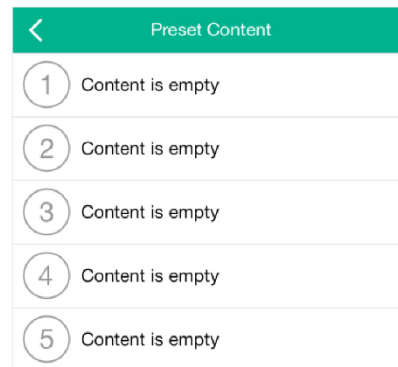 Preset Content
1 Content is empty
2 Content is empty
3 Content is empty
4 Content is empty
5 Content is empty